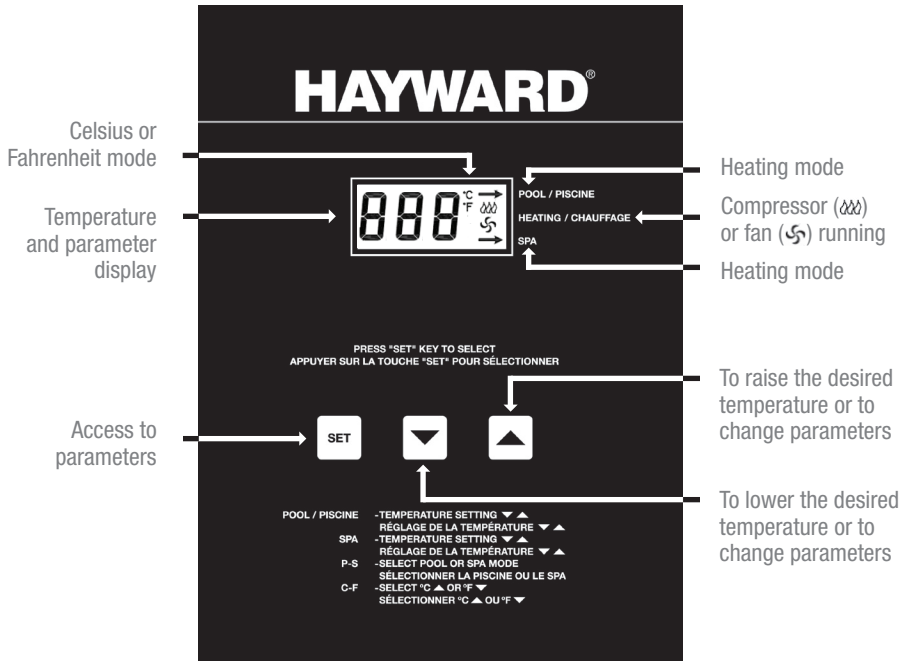 HAYWARD®
Celsius or
Fahrenheit mode
Temperature
and parameter
display
888 °C
°F
POOL / PISCINE
HEATING / CHAUFFAGE
SPA
Heating mode
Compressor ( )
or fan ( ) running
Heating mode
PRESS "SET" KEY TO SELECT
APPUYER SUR LA TOUCHE "SET" POUR SÉLECTIONNER
Access to
parameters
SET
To raise the desired
temperature or to
change parameters
To lower the desired
temperature or to
change parameters
POOL / PISCINE -TEMPERATURE SETTING ▼ ▲
RÉGLAGE DE LA TEMPÉRATURE ▼ ▲
SPA -TEMPERATURE SETTING ▼ ▲
RÉGLAGE DE LA TEMPÉRATURE ▼ ▲
P-S -SELECT POOL OR SPA MODE
SÉLECTIONNER LA PISCINE OU LE SPA
C-F -SELECT °C ▲ OR °F ▼
SÉLECTIONNER °C ▲ OU °F ▼